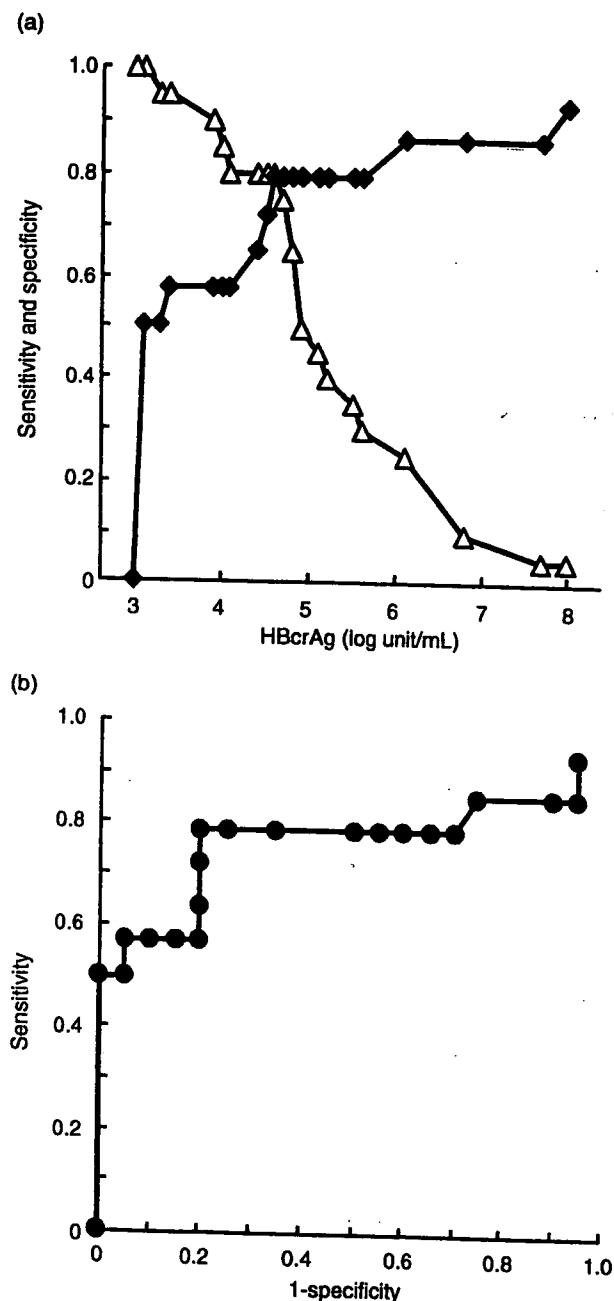 (a)
1.0
0.8
0.6
0.4
0.2
0
Sensitivity and specificity
3 4 5 6 7 8
HBcrAg (log unit/mL)
(b)
1.0
0.8
0.6
0.4
0.2
0
Sensitivity
0 0.2 0.4 0.6 0.8 1.0
1-specificity